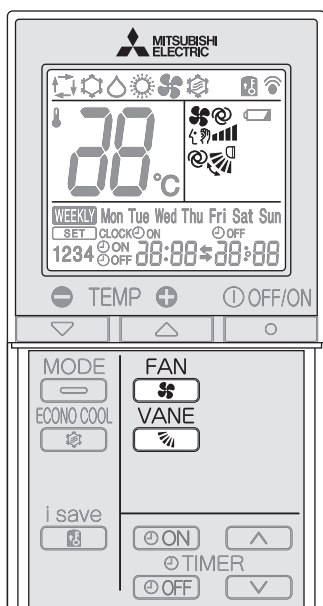 MITSUBISHI
ELECTRIC
88°C
WEEKLY Mon Tue Wed Thu Fri Sat Sun
SET CLOCK ON OFF
1234 ON OFF 88:88 88:88
TEMP OFF/ON
MODE FAN
ECONO COOL VANE
i save
ON
TIMER
OFF